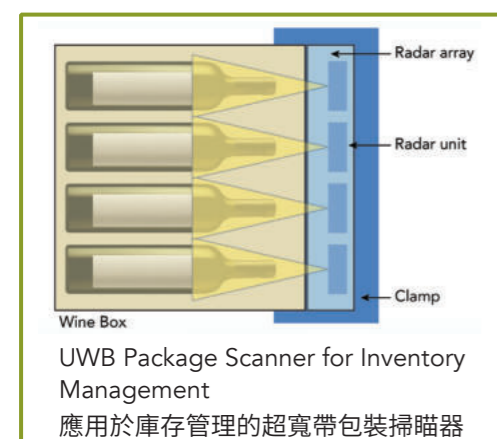 Radar array
Radar unit
Clamp
Wine Box
UWB Package Scanner for Inventory
Management
應用於庫存管理的超寬帶包裝掃瞄器